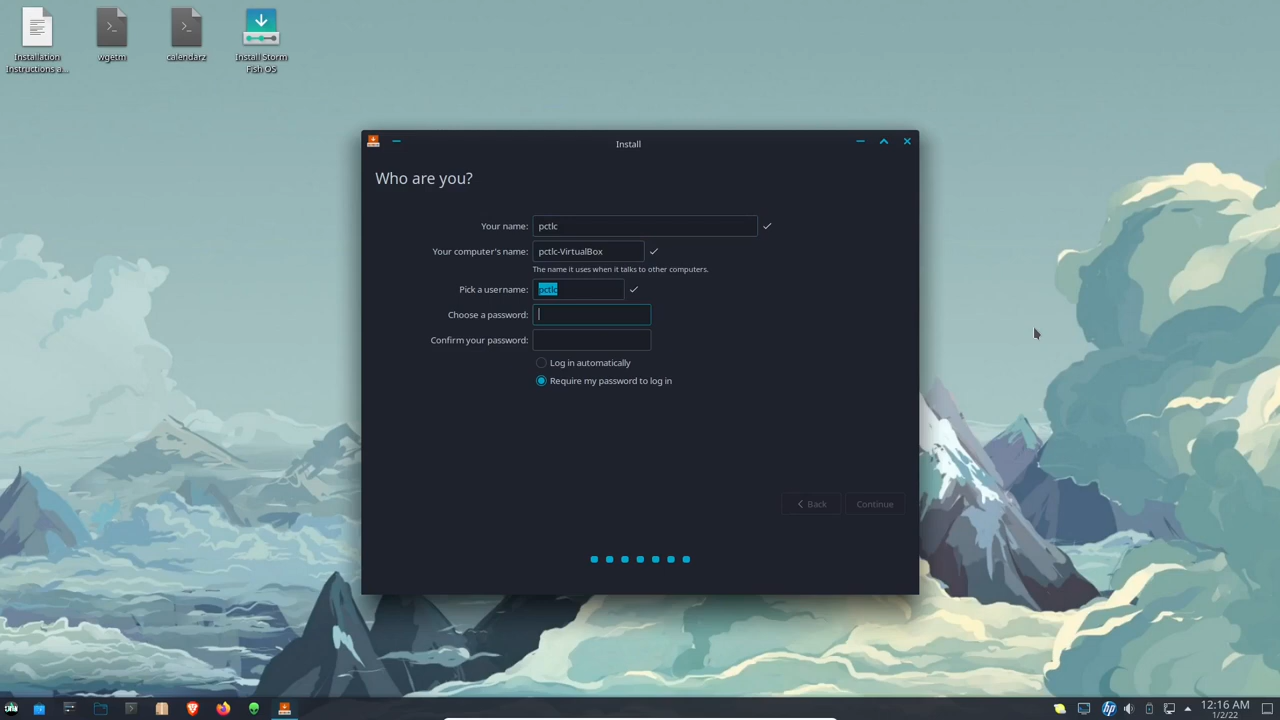 Installation
Instructions a...
wgetm
calendarz
Install Storm
Fish OS
Install
Who are you?
Your name:
pctlc
Your computer's name:
pctlc-VirtualBox
The name it uses when it talks to other computers.
Pick a username:
pctlc
Choose a password:
Confirm your password:
Log in automatically
Require my password to log in
Back
Continue
hp
12:16 AM
1/2/22